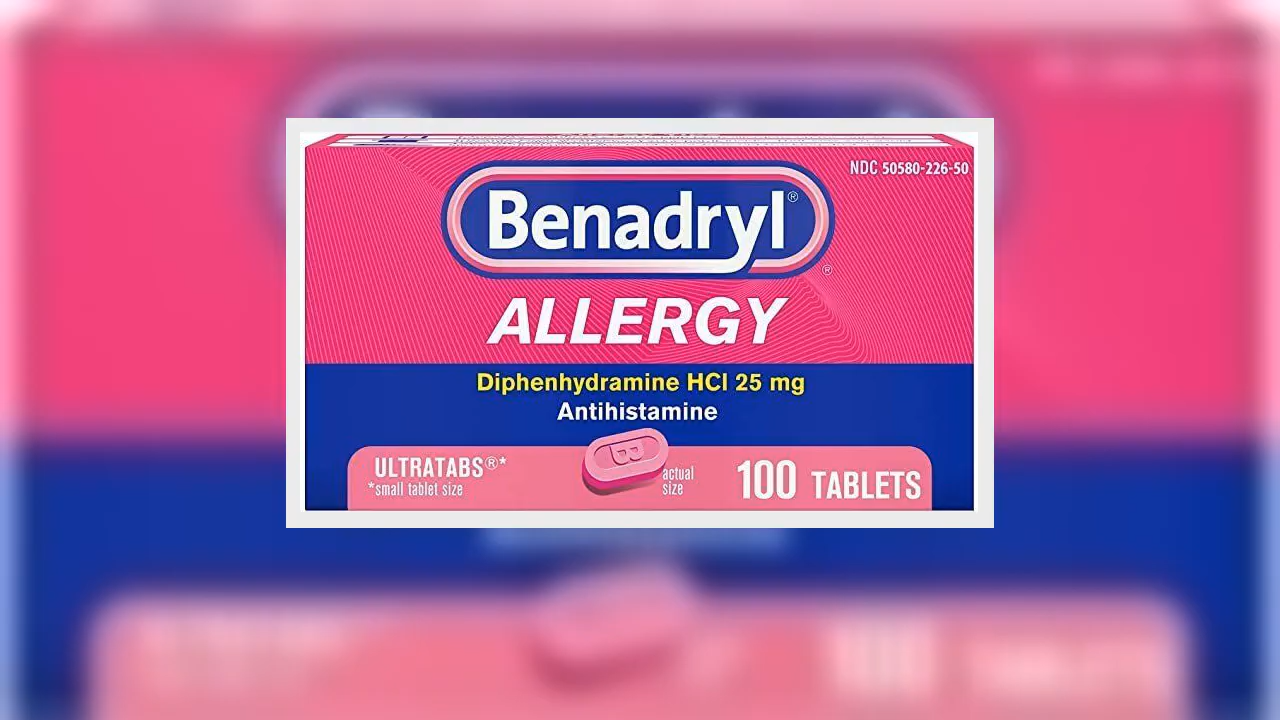 NDC 50580-226-50
Benadryl®
®
ALLERGY
Diphenhydramine HCl 25 mg
Antihistamine
ULTRATABS®*
*small tablet size
B
actual
size
100 TABLETS